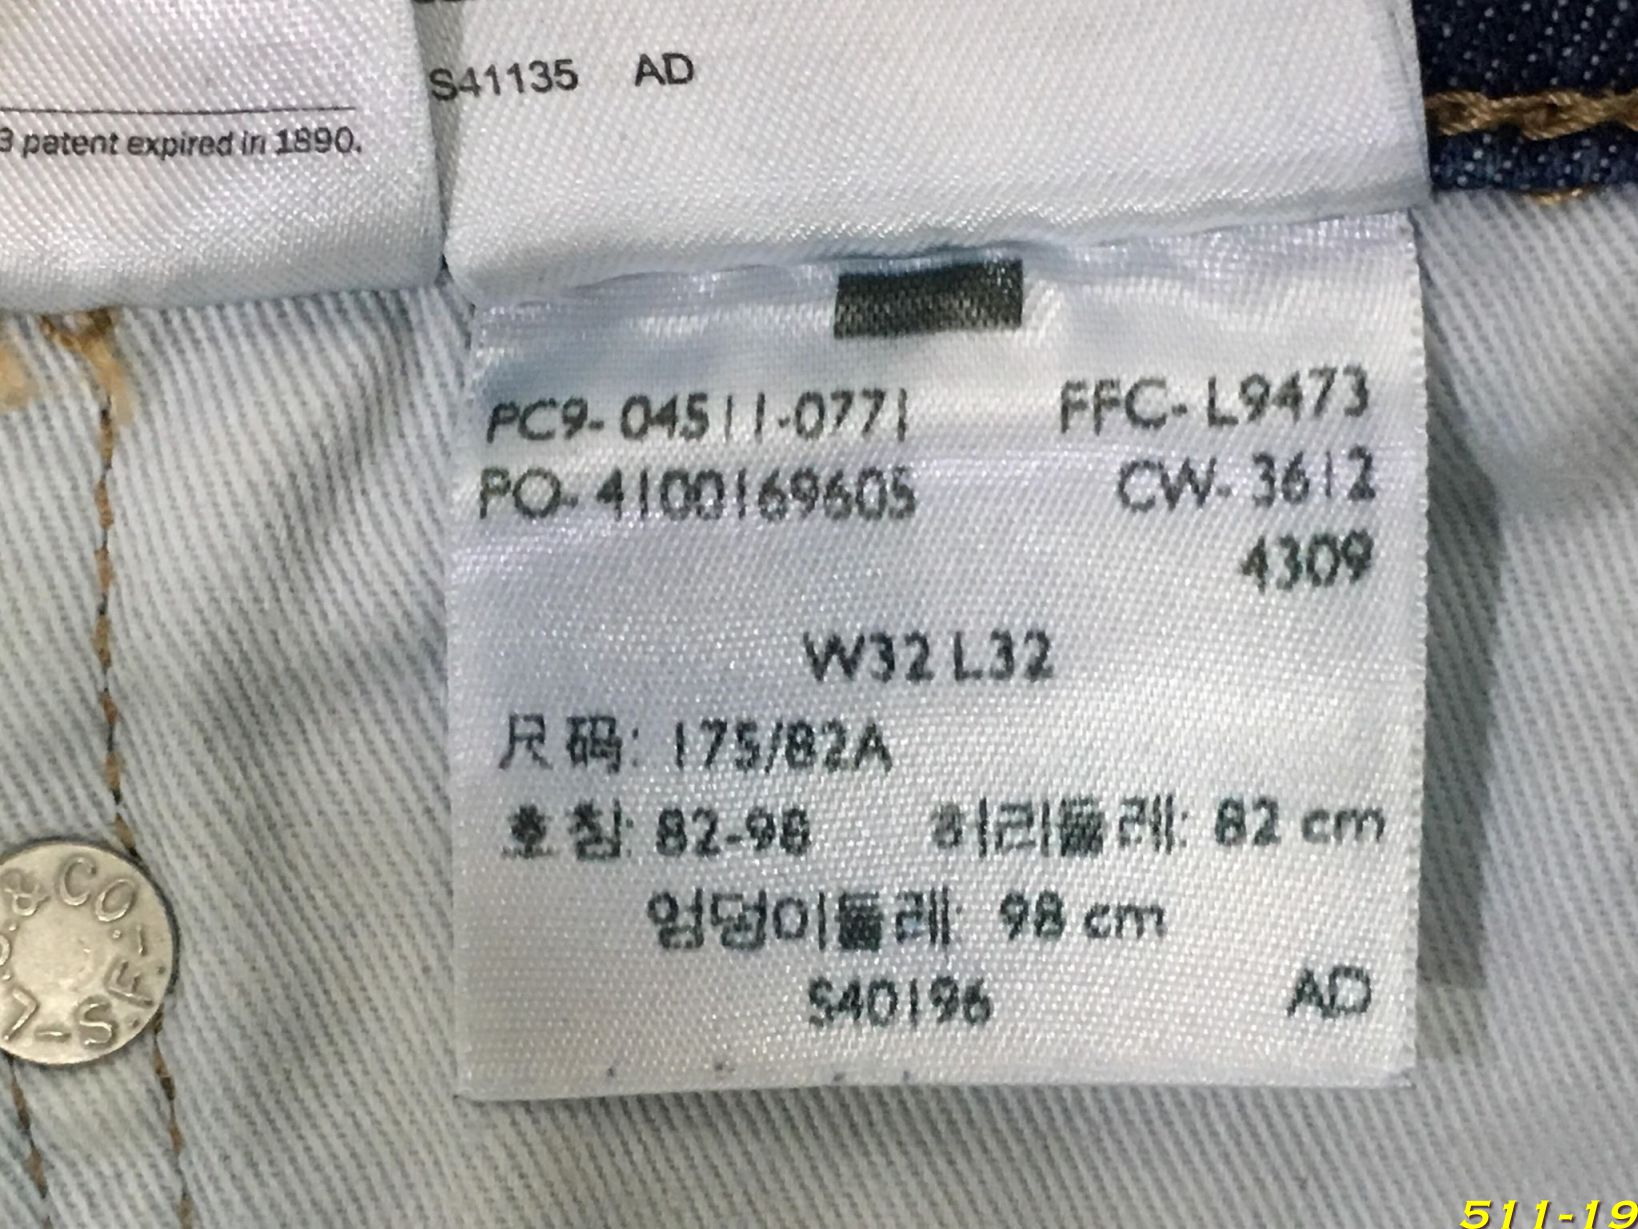 S41135 AD
3 patent expired in 1890.
PC9-04511-0771 FFC-L9473
PO-4100169605 CW-3612
4309
W32 L32
尺码: 175/82A
호칭: 82-98 허리둘레: 82 cm
엉덩이둘레: 98 cm
S40196 AD
& CO.-S.F.
511-19